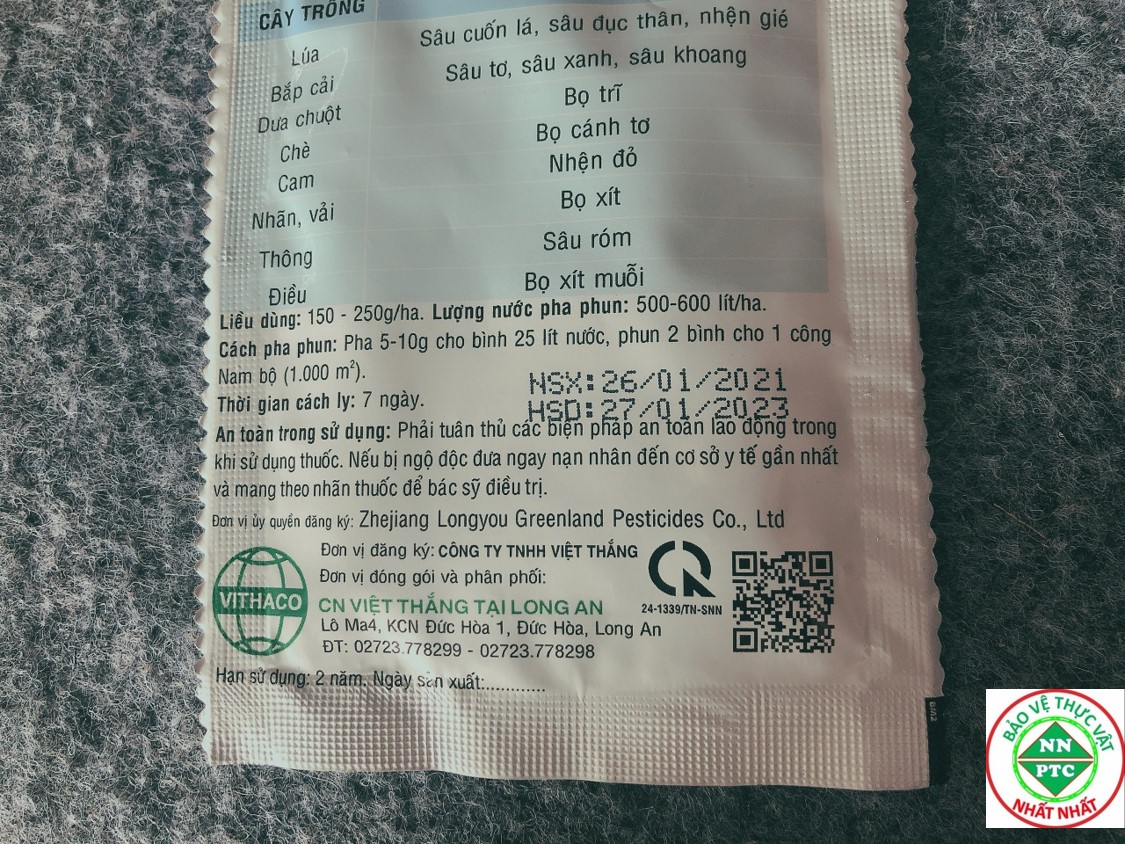 CÂY TRỒNG
Lúa Sâu cuốn lá, sâu đục thân, nhện gié
Bắp cải Sâu tơ, sâu xanh, sâu khoang
Dưa chuột Bọ trĩ
Chè Bọ cánh tơ
Cam Nhện đỏ
Nhãn, vải Bọ xít
Thông Sâu róm
Điều Bọ xít muỗi
Liều dùng: 150 - 250g/ha. Lượng nước pha phun: 500-600 lít/ha.
Cách pha phun: Pha 5-10g cho bình 25 lít nước, phun 2 bình cho 1 công
Nam bộ (1.000 m²).
NSX: 26/01/2021
Thời gian cách ly: 7 ngày.
HSD: 27/01/2023
An toàn trong sử dụng: Phải tuân thủ các biện pháp an toàn lao động trong
khi sử dụng thuốc. Nếu bị ngộ độc đưa ngay nạn nhân đến cơ sở y tế gần nhất
và mang theo nhãn thuốc để bác sỹ điều trị.
Đơn vị ủy quyền đăng ký: Zhejiang Longyou Greenland Pesticides Co., Ltd
Đơn vị đăng ký: CÔNG TY TNHH VIỆT THẮNG
Đơn vị đóng gói và phân phối:
VITHACO
CN VIỆT THẮNG TẠI LONG AN
24-1339/TN-SNN
Lô Ma4, KCN Đức Hòa 1, Đức Hòa, Long An
ĐT: 02723.778299 - 02723.778298
Hạn sử dụng: 2 năm. Ngày sản xuất:............
BẢO VỆ THỰC VẬT
NN
PTC
NHẤT NHẤT